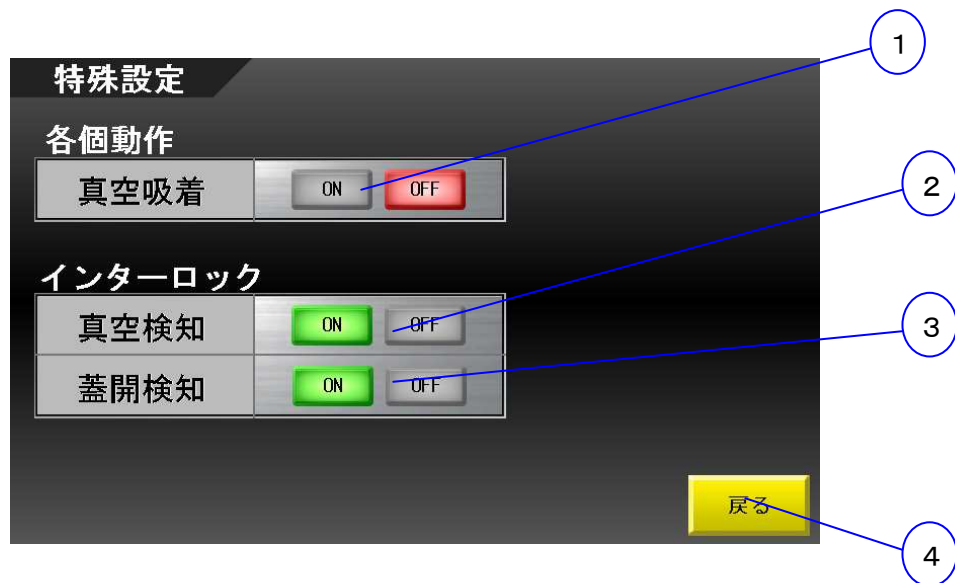 1
特殊設定
各個動作
真空吸着 ON OFF
2
インターロック
真空検知 ON OFF
3
蓋開検知 ON OFF
戻る
4